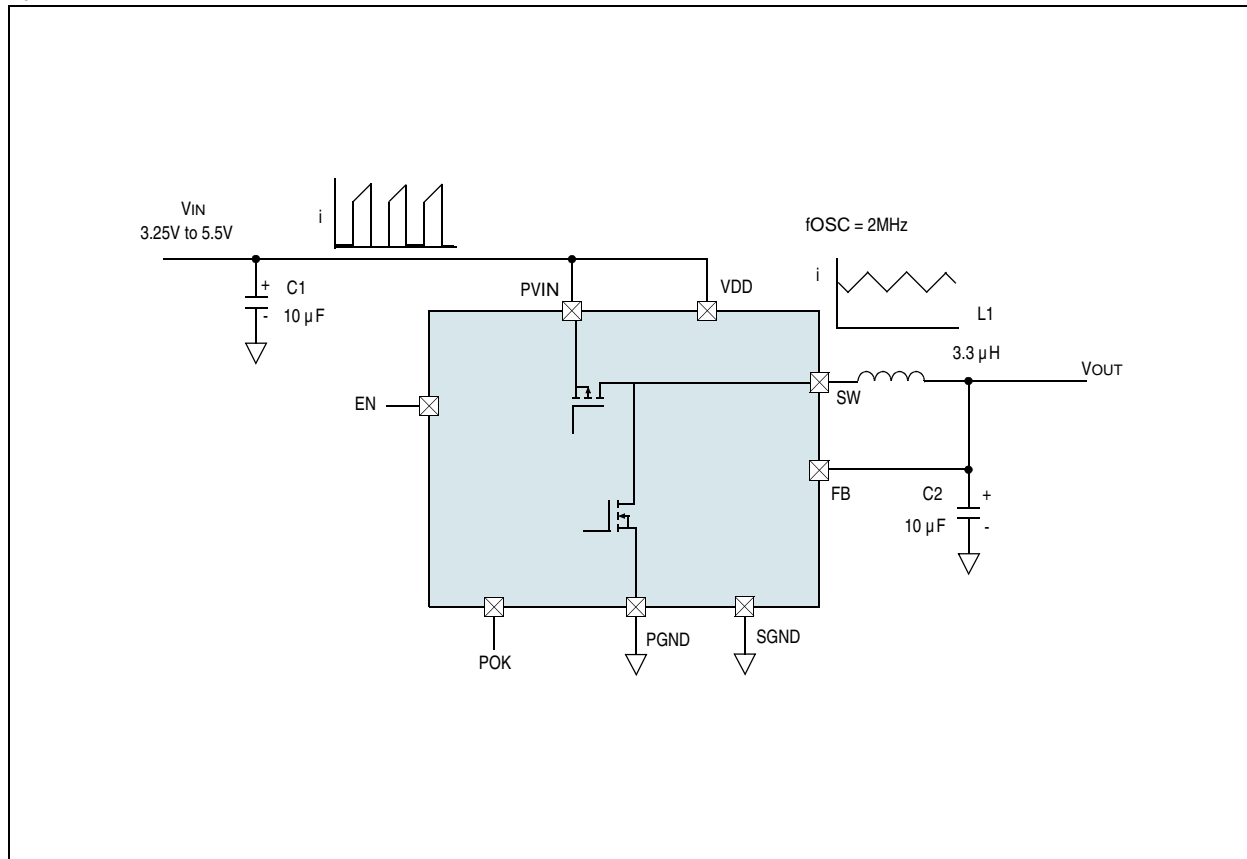 VIN
3.25V to 5.5V
i
fOSC = 2MHz
+
C1
10 µF
-
PVIN
VDD
i
L1
3.3 µH
VOUT
SW
EN
FB
C2
+
10 µF
-
POK
PGND
SGND